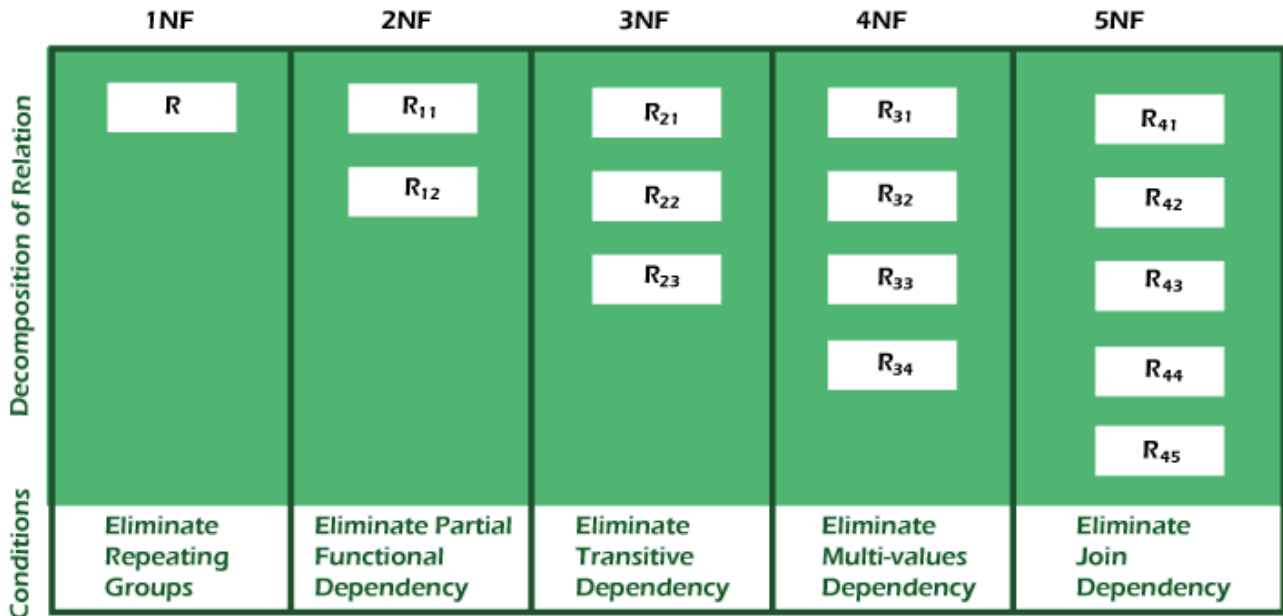 1NF 2NF 3NF 4NF 5NF
Decomposition of Relation
R R₁₁ R₂₁ R₃₁ R₄₁
R₁₂ R₂₂ R₃₂ R₄₂
R₂₃ R₃₃ R₄₃
R₃₄ R₄₄
R₄₅
Conditions
Eliminate
Repeating
Groups
Eliminate Partial
Functional
Dependency
Eliminate
Transitive
Dependency
Eliminate
Multi-values
Dependency
Eliminate
Join
Dependency